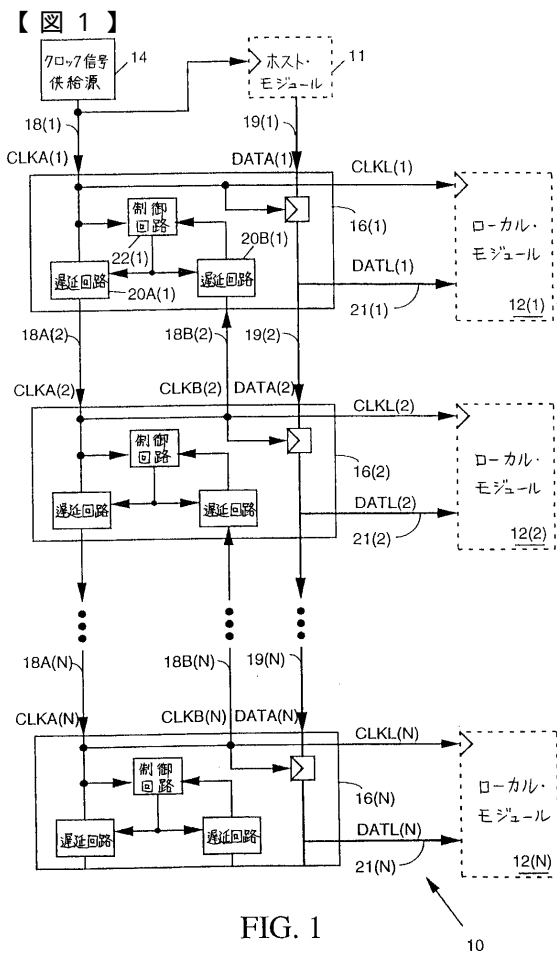 【図1】
クロック信号
供給源
14
ホスト・
モジュール
11
18(1)
19(1)
CLKA(1)
DATA(1)
CLKL(1)
制御
回路
22(1)
20B(1)
16(1)
ローカル・
モジュール
遅延回路
遅延回路
DATL(1)
20A(1)
21(1)
12(1)
18A(2)
18B(2)
19(2)
CLKA(2)
CLKB(2)
DATA(2)
CLKL(2)
制御
回路
16(2)
ローカル・
モジュール
遅延回路
遅延回路
DATL(2)
21(2)
12(2)
18A(N)
18B(N)
19(N)
CLKA(N)
CLKB(N)
DATA(N)
CLKL(N)
制御
回路
16(N)
ローカル・
モジュール
遅延回路
遅延回路
DATL(N)
21(N)
12(N)
FIG. 1
10